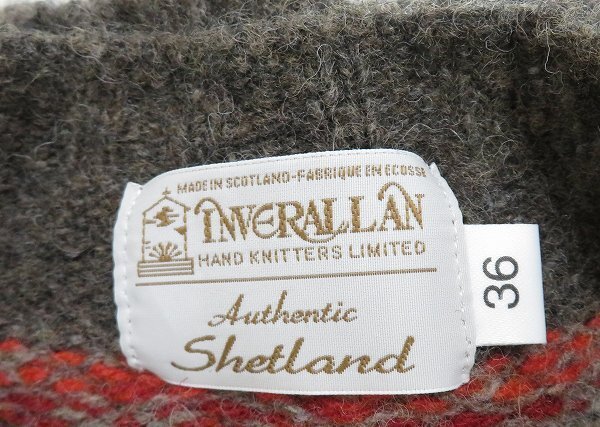 MADE IN SCOTLAND-FABRIQUE EN ECOSSE
INVERALLAN
HAND KNITTERS LIMITED
Authentic
Shetland
36